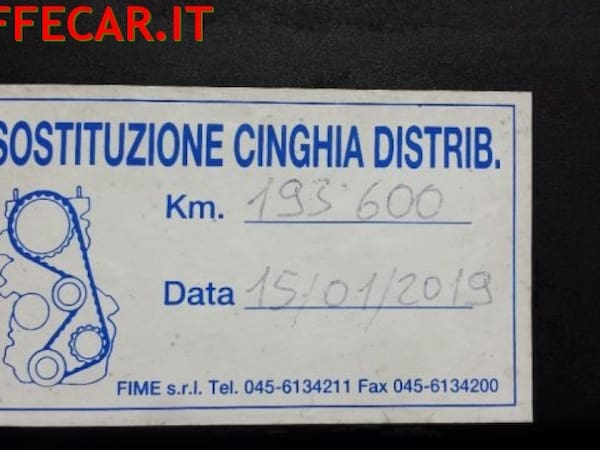 FFECAR.IT
SOSTITUZIONE CINGHIA DISTRIB.
Km. 193 600
Data 15/01/2019
FIME s.r.l. Tel. 045-6134211 Fax 045-6134200